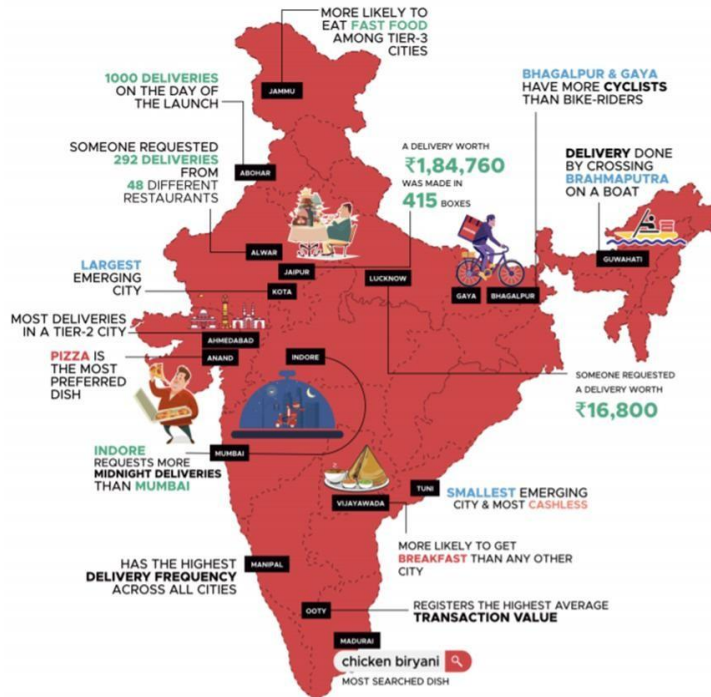 MORE LIKELY TO
EAT FAST FOOD
AMONG TIER-3
CITIES
JAMMU
1000 DELIVERIES
ON THE DAY OF
THE LAUNCH
ABOHAR
BHAGALPUR & GAYA
HAVE MORE CYCLISTS
THAN BIKE-RIDERS
SOMEONE REQUESTED
292 DELIVERIES
FROM
48 DIFFERENT
RESTAURANTS
ALWAR
A DELIVERY WORTH
₹1,84,760
WAS MADE IN
415 BOXES
JAIPUR
DELIVERY DONE
BY CROSSING
BRAHMAPUTRA
ON A BOAT
GUWAHATI
LARGEST
EMERGING
CITY
KOTA
LUCKNOW
GAYA
BHAGALPUR
MOST DELIVERIES
IN A TIER-2 CITY
AHMEDABAD
PIZZA IS
THE MOST
PREFERRED
DISH
ANAND
INDORE
SOMEONE REQUESTED
A DELIVERY WORTH
₹16,800
INDORE
REQUESTS MORE
MIDNIGHT DELIVERIES
THAN MUMBAI
MUMBAI
TUNI
SMALLEST EMERGING
CITY & MOST CASHLESS
VIJAYAWADA
MORE LIKELY TO GET
BREAKFAST THAN ANY OTHER
CITY
HAS THE HIGHEST
DELIVERY FREQUENCY
ACROSS ALL CITIES
MANIPAL
OOTY
REGISTERS THE HIGHEST AVERAGE
TRANSACTION VALUE
MADURAI
chicken biryani
MOST SEARCHED DISH